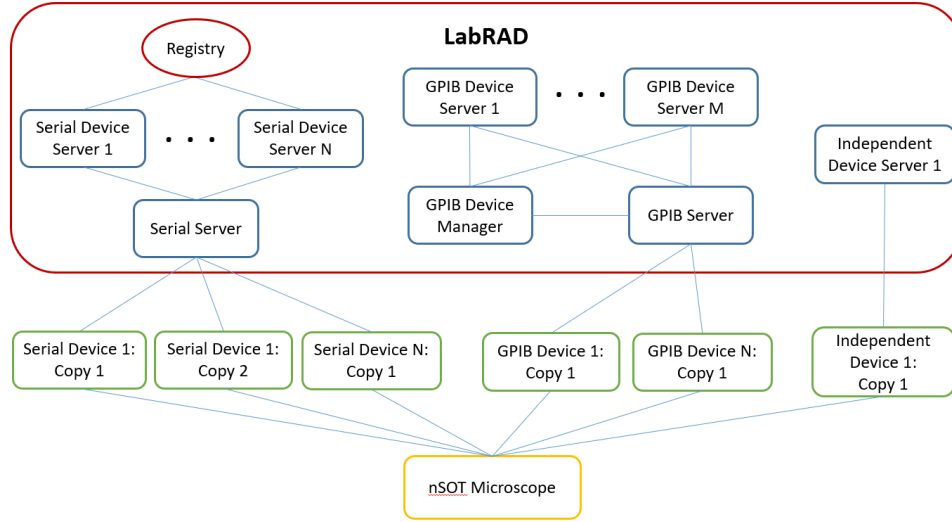 LabRAD
Registry
GPIB Device
Server 1
. . .
GPIB Device
Server M
Serial Device
Server 1
. . .
Serial Device
Server N
Independent
Device Server 1
Serial Server
GPIB Device
Manager
GPIB Server
Serial Device 1:
Copy 1
Serial Device 1:
Copy 2
Serial Device N:
Copy 1
GPIB Device 1:
Copy 1
GPIB Device N:
Copy 1
Independent
Device 1:
Copy 1
nSOT Microscope